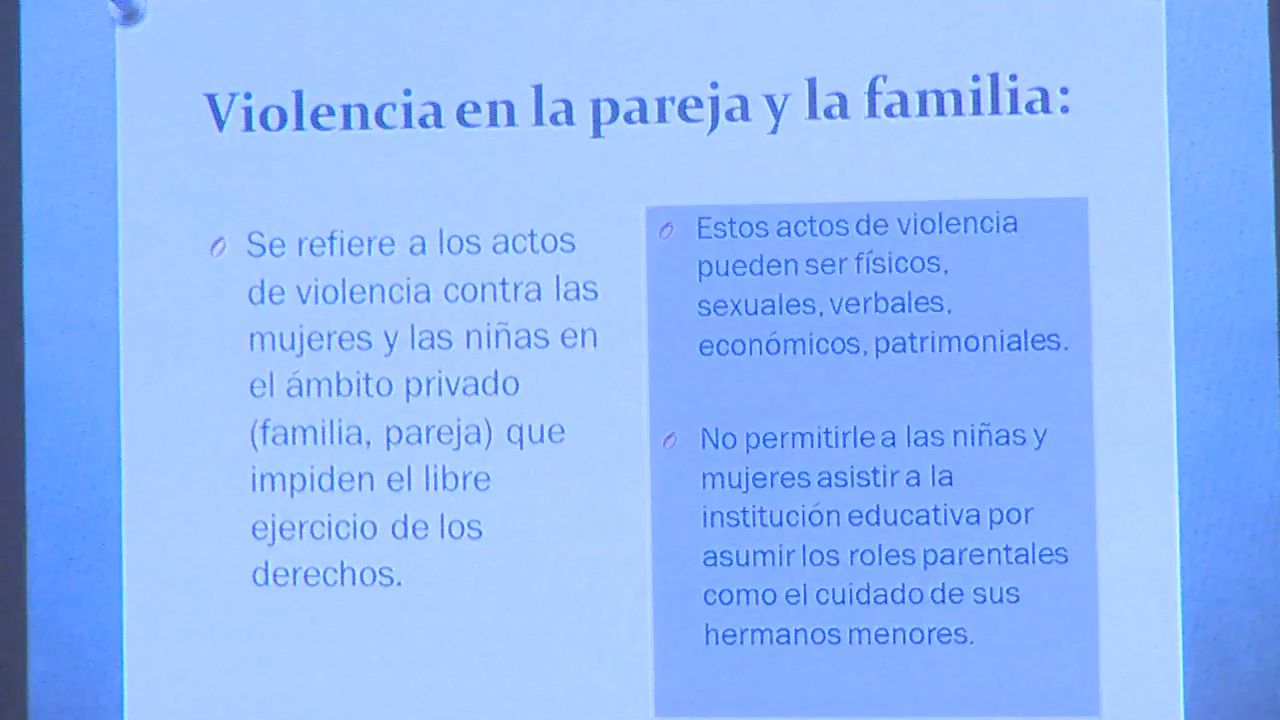 Violencia en la pareja y la familia:
Se refiere a los actos
de violencia contra las
mujeres y las niñas en
el ámbito privado
(familia, pareja) que
impiden el libre
ejercicio de los
derechos.
Estos actos de violencia
pueden ser físicos,
sexuales, verbales,
económicos, patrimoniales.
No permitirle a las niñas y
mujeres asistir a la
institución educativa por
asumir los roles parentales
como el cuidado de sus
hermanos menores.